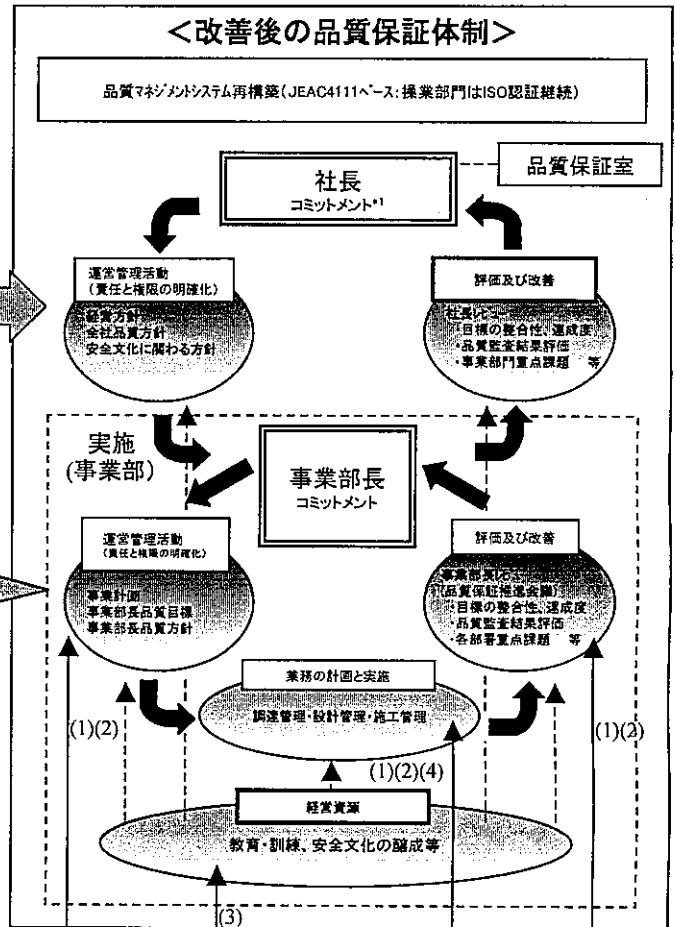 ＜改善後の品質保証体制＞
品質マネジメントシステム再構築(JEAC4111ベース:操業部門はISO認証継続)
社長
コミットメント*1
品質保証室
運営管理活動
(責任と権限の明確化)
経営方針
全社品質方針
安全文化に関わる方針
評価及び改善
社長レビュー
・目標の整合性、達成度
・品質監査結果評価
・事業部門重点課題 等
実施
(事業部)
事業部長
コミットメント
運営管理活動
(責任と権限の明確化)
事業計画
事業部長品質目標
事業部長品質方針
評価及び改善
事業部長レビュー
(品質保証推進会議)
・目標の整合性、達成度
・品質監査結果評価
・各部署重点課題 等
業務の計画と実施
調達管理・設計管理・施工管理
(1)(2)
(1)(2)
(1)(2)(4)
経営資源
教育・訓練、安全文化の醸成等
(3)